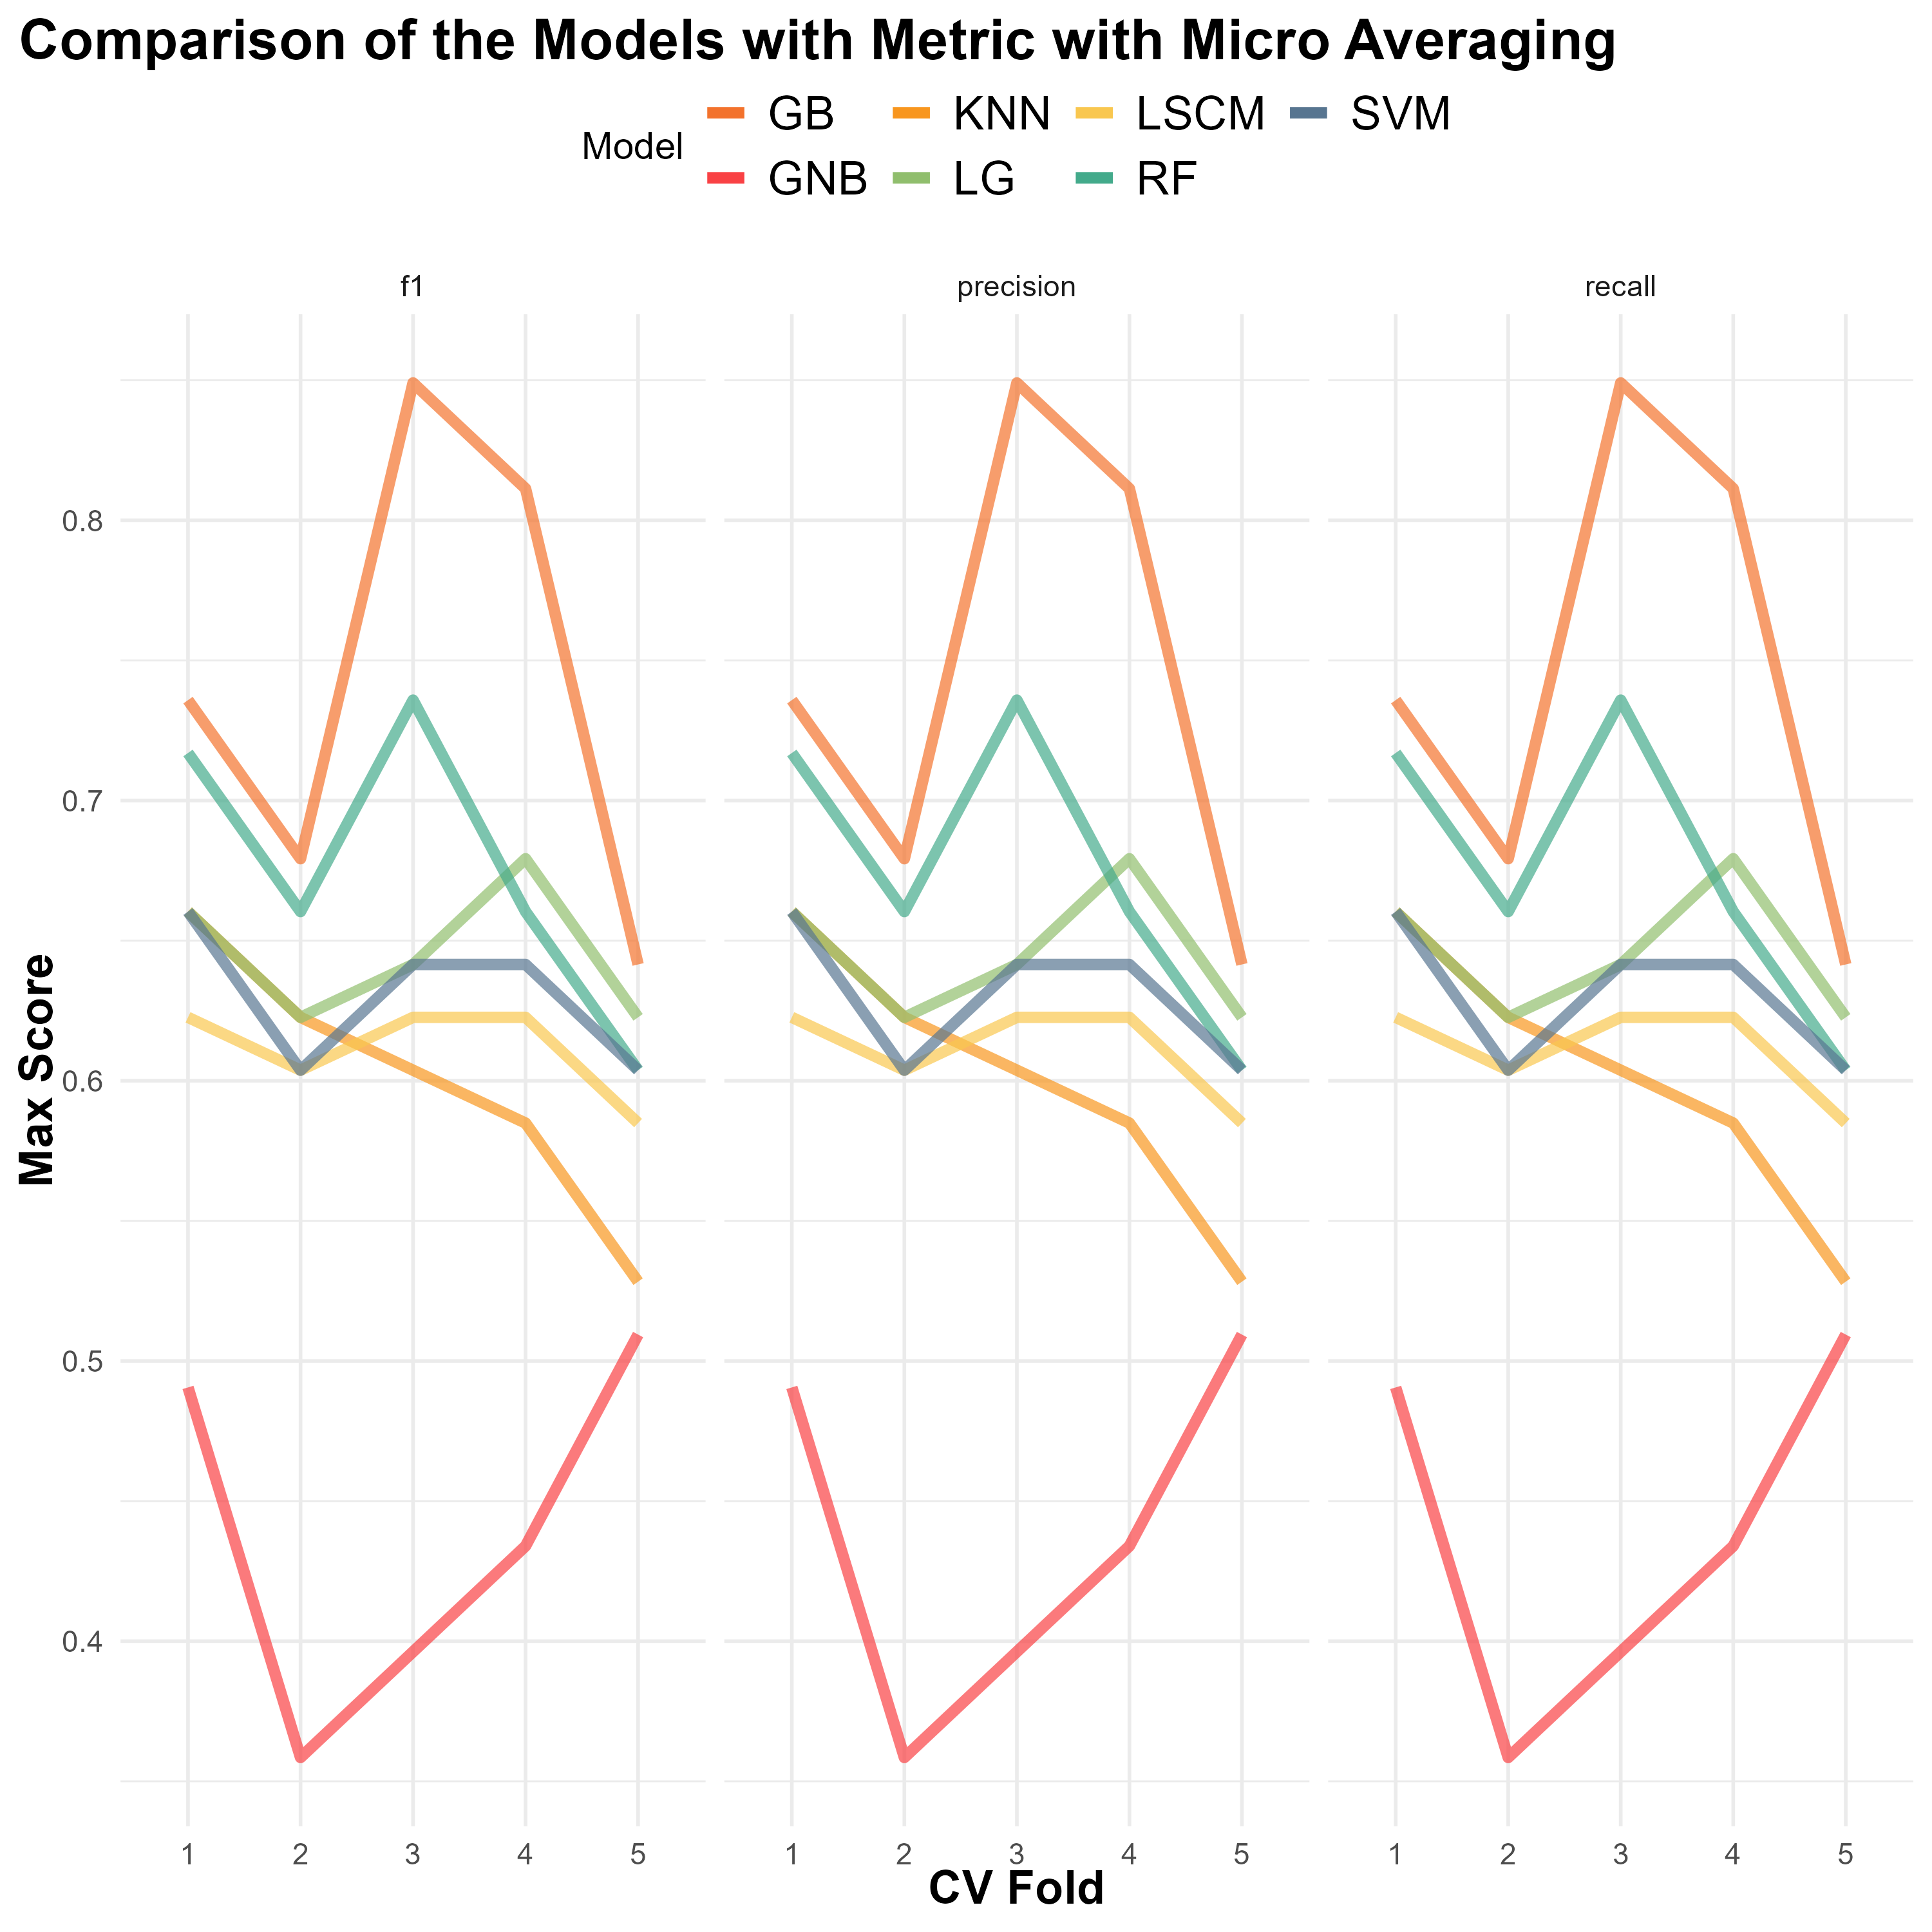 Comparison of the Models with Metric with Micro Averaging
Model
GB KNN LSCM SVM
GNB LG RF
f1 precision recall
0.8
0.7
0.6
0.5
0.4
Max Score
1 2 3 4 5 1 2 3 4 5 1 2 3 4 5
CV Fold